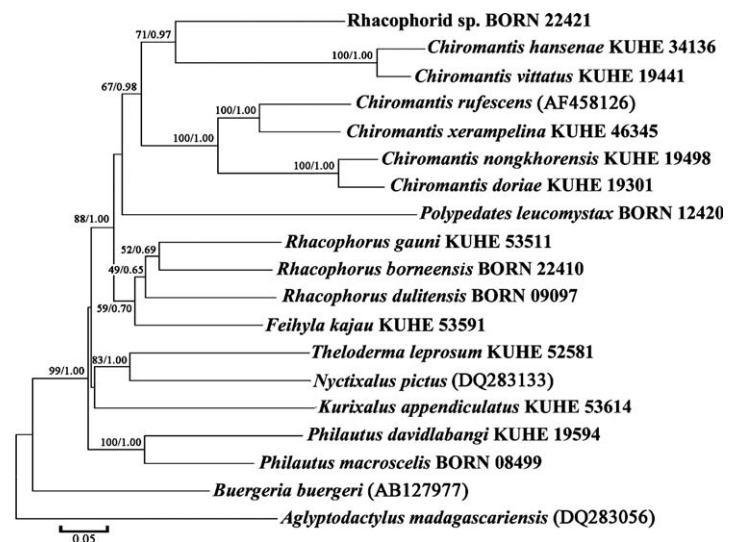 Rhacophorid sp. BORN 22421
71/0.97
Chiromantis hansenae KUHE 34136
100/1.00
Chiromantis vittatus KUHE 19441
67/0.98
100/1.00
Chiromantis rufescens (AF458126)
100/1.00
Chiromantis xerampelina KUHE 46345
100/1.00
Chiromantis nongkhorensis KUHE 19498
Chiromantis doriae KUHE 19301
Polypedates leucomystax BORN 12420
88/1.00
52/0.69
Rhacophorus gauni KUHE 53511
49/0.65
Rhacophorus borneensis BORN 22410
Rhacophorus dulitensis BORN 09097
59/0.70
Feihyla kajau KUHE 53591
83/1.00
Theloderma leprosum KUHE 52581
99/1.00
Nyctixalus pictus (DQ283133)
Kurixalus appendiculatus KUHE 53614
100/1.00
Philautus davidlabangi KUHE 19594
Philautus macroscelis BORN 08499
Buergeria buergeri (AB127977)
Aglyptodactylus madagascariensis (DQ283056)
0.05